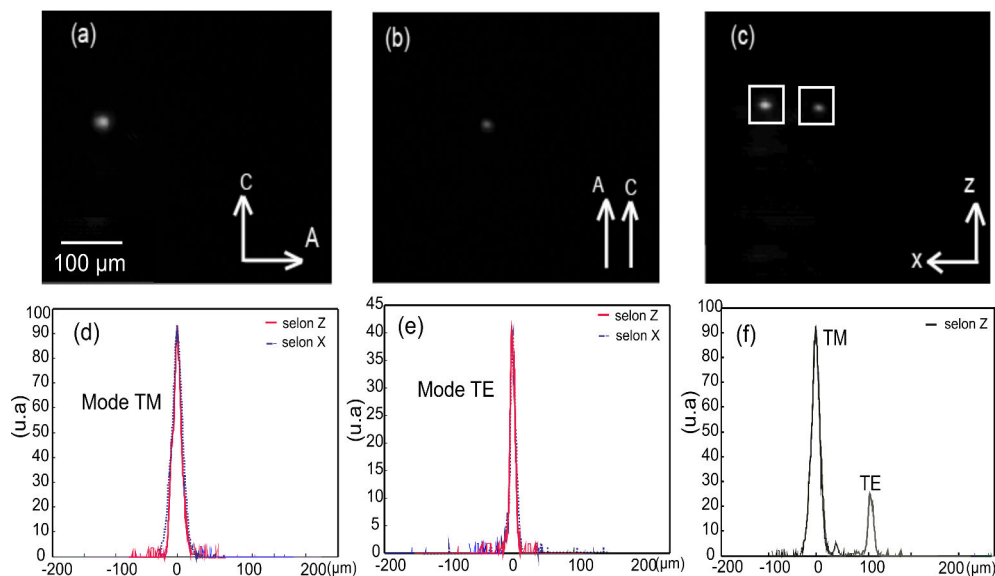 (a)
C
A
100 μm
(b)
A C
(c)
z
x
(d)
selon Z
selon X
Mode TM
(u.a)
100
90
80
70
60
50
40
30
20
10
0
-200 -100 0 100 200(μm)
(e)
selon Z
selon X
Mode TE
(u.a)
45
40
35
30
25
20
15
10
5
0
-200 -100 0 100 200(μm)
(f)
selon Z
TM
TE
(u.a)
100
90
80
70
60
50
40
30
20
10
0
-100 0 100 200 (μm)